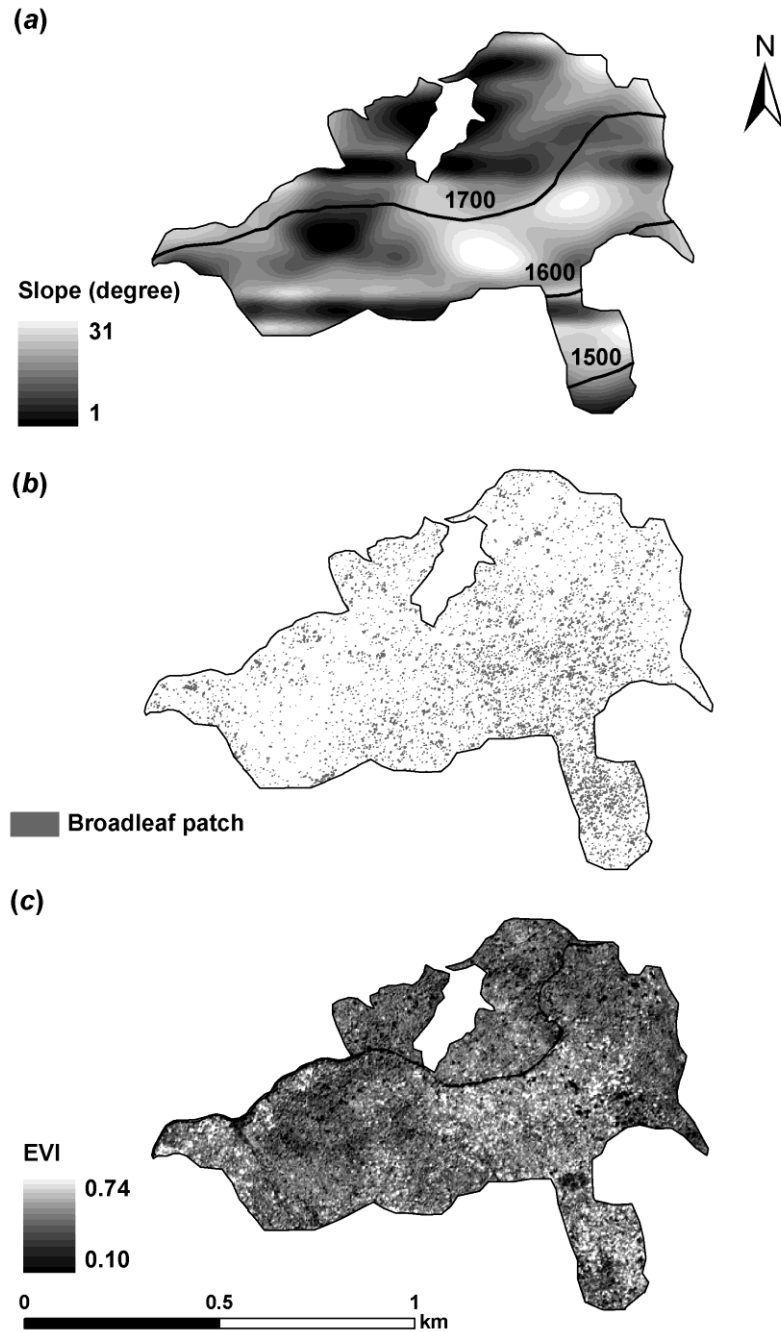 (a)
N
1700
1600
1500
Slope (degree)
31
1
(b)
Broadleaf patch
(c)
EVI
0.74
0.10
0 0.5 1
km